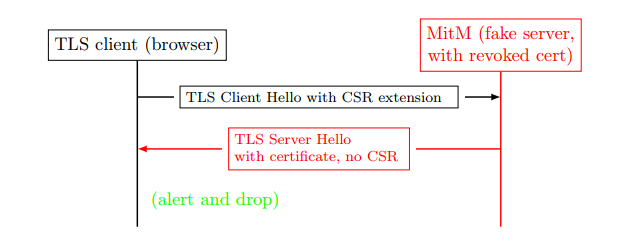 TLS client (browser)
MitM (fake server,
with revoked cert)
TLS Client Hello with CSR extension
TLS Server Hello
with certificate, no CSR
(alert and drop)